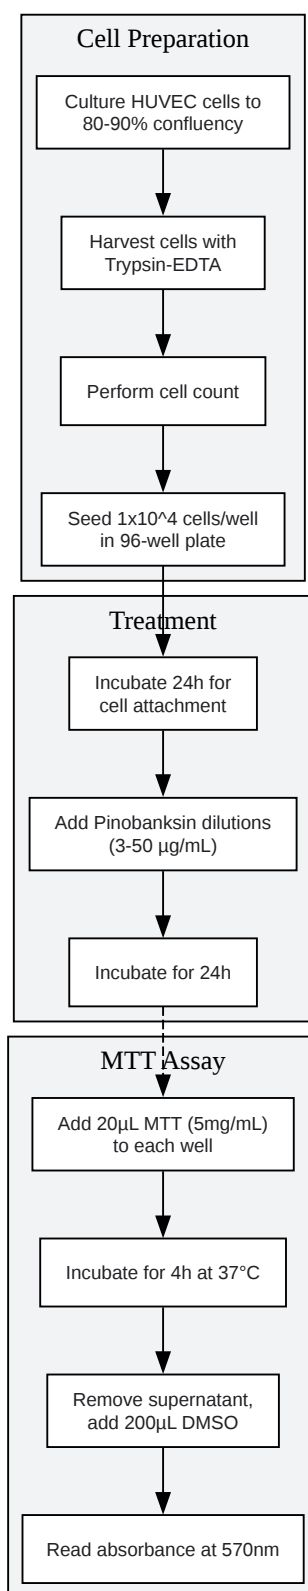 Cell Preparation
Culture HUVEC cells to
80-90% confluency
Harvest cells with
Trypsin-EDTA
Perform cell count
Seed 1x10^4 cells/well
in 96-well plate
Treatment
Incubate 24h for
cell attachment
Add Pinobanksin dilutions
(3-50 µg/mL)
Incubate for 24h
MTT Assay
Add 20µL MTT (5mg/mL)
to each well
Incubate for 4h at 37°C
Remove supernatant,
add 200µL DMSO
Read absorbance at 570nm